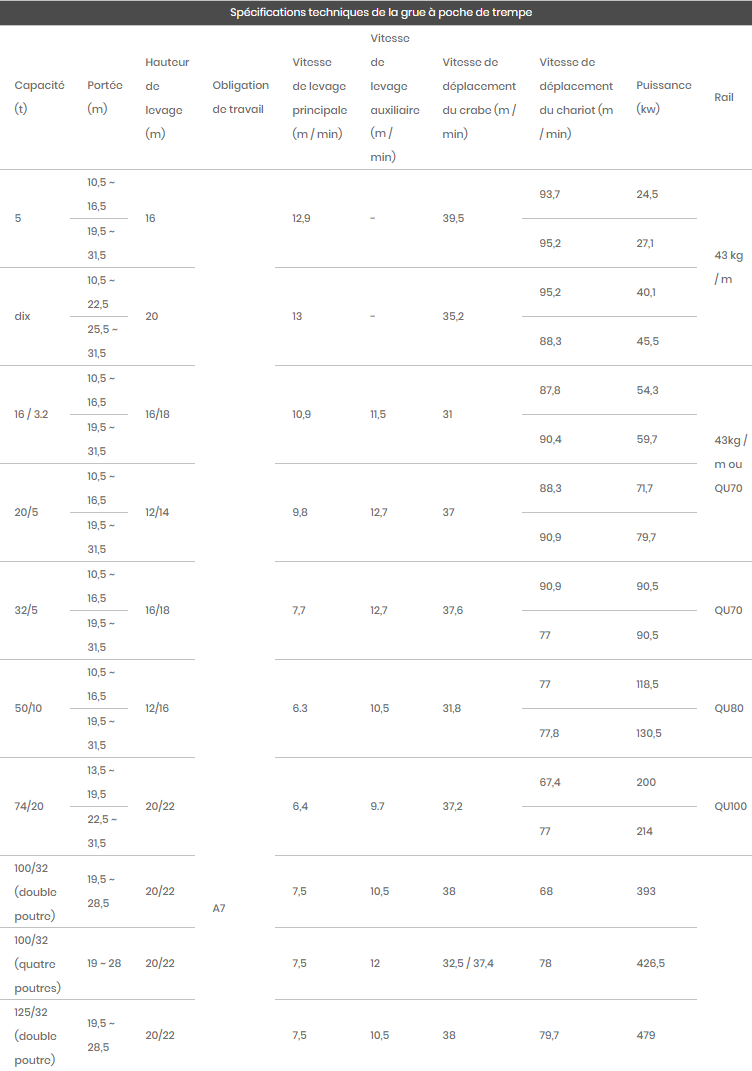 Spécifications techniques de la grue à poche de trempe
Capacité
(t)
Portée
(m)
Hauteur
de
levage
(m)
Obligation
de travail
Vitesse
de levage
principale
(m / min)
Vitesse
de
levage
auxiliaire
(m /
min)
Vitesse de
déplacement
du crabe (m /
min)
Vitesse de
déplacement
du chariot (m
/ min)
Puissance
(kw)
Rail
5
10,5 ~
16,5
16
12,9
-
39,5
93,7
24,5
19,5 ~
31,5
95,2
27,1
43 kg
/ m
dix
10,5 ~
22,5
20
13
-
35,2
95,2
40,1
25,5 ~
31,5
88,3
45,5
16 / 3.2
10,5 ~
16,5
16/18
10,9
11,5
31
87,8
54,3
19,5 ~
31,5
90,4
59,7
43kg /
m ou
QU70
20/5
10,5 ~
16,5
12/14
9,8
12,7
37
88,3
71,7
19,5 ~
31,5
90,9
79,7
32/5
10,5 ~
16,5
16/18
7,7
12,7
37,6
90,9
90,5
QU70
19,5 ~
31,5
77
90,5
50/10
10,5 ~
16,5
12/16
6.3
10,5
31,8
77
118,5
QU80
19,5 ~
31,5
77,8
130,5
74/20
13,5 ~
19,5
20/22
6,4
9.7
37,2
67,4
200
QU100
22,5 ~
31,5
77
214
100/32
(double
poutre)
19,5 ~
28,5
20/22
A7
7,5
10,5
38
68
393
100/32
(quatre
poutres)
19 ~ 28
20/22
7,5
12
32,5 / 37,4
78
426,5
125/32
(double
poutre)
19,5 ~
28,5
20/22
7,5
10,5
38
79,7
479